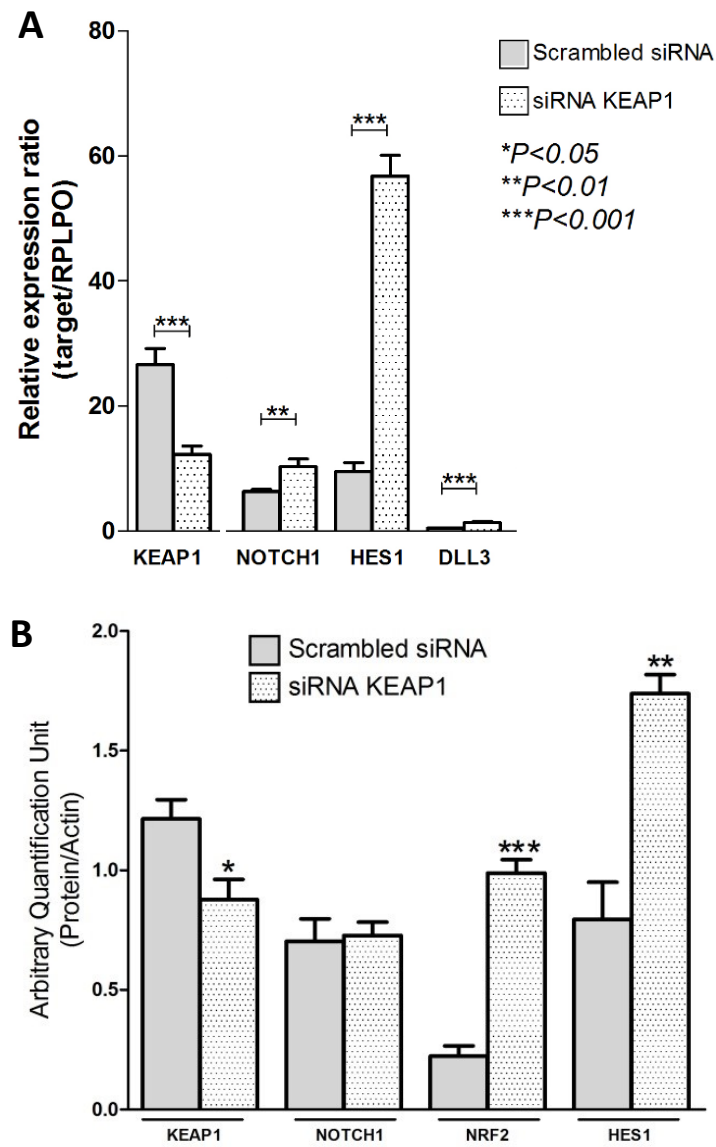 A
80
60
40
20
0
Relative expression ratio
(target/RPLPO)
Scrambled siRNA
siRNA KEAP1
*P<0.05
**P<0.01
***P<0.001
***
**
***
***
KEAP1 NOTCH1 HES1 DLL3
B
2.0
1.5
1.0
0.5
0.0
Arbitrary Quantification Unit
(Protein/Actin)
Scrambled siRNA
siRNA KEAP1
*
***
**
KEAP1 NOTCH1 NRF2 HES1